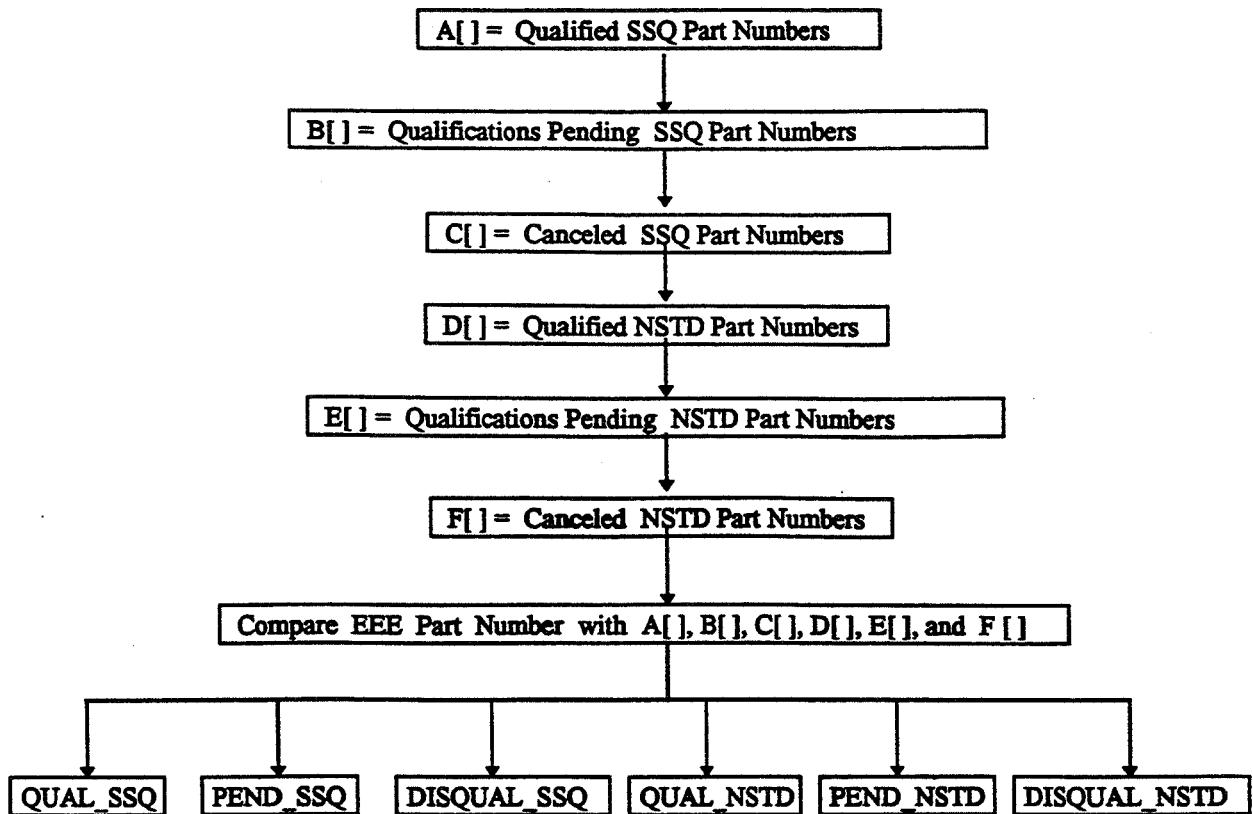 A[ ] = Qualified SSQ Part Numbers
B[ ] = Qualifications Pending SSQ Part Numbers
C[ ] = Canceled SSQ Part Numbers
D[ ] = Qualified NSTD Part Numbers
E[ ] = Qualifications Pending NSTD Part Numbers
F[ ] = Canceled NSTD Part Numbers
Compare EEE Part Number with A[ ], B[ ], C[ ], D[ ], E[ ], and F [ ]
QUAL_SSQ PEND_SSQ DISQUAL_SSQ QUAL_NSTD PEND_NSTD DISQUAL_NSTD